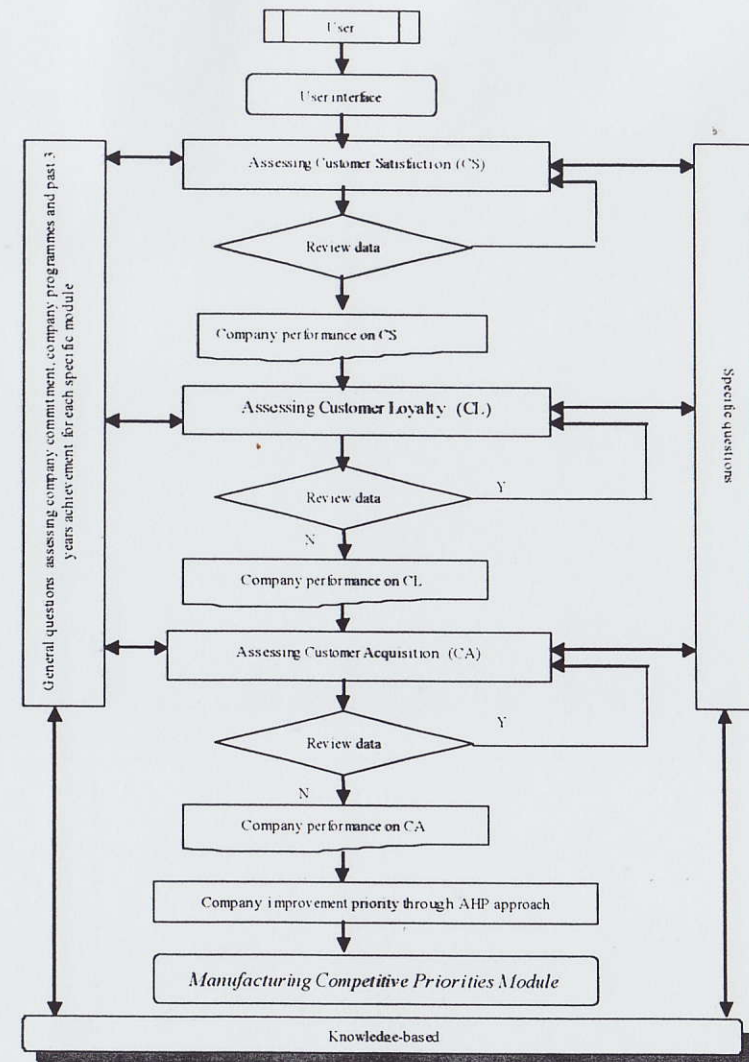 User
User interface
Assessing Customer Satisfaction (CS)
Review data
Company performance on CS
Assessing Customer Loyalty (CL)
Review data
Y
N
Company performance on CL
Assessing Customer Acquisition (CA)
Review data
Y
N
Company performance on CA
Company improvement priority through AHP approach
Manufacturing Competitive Priorities Module
Knowledge-based
General questions assessing company commitment, company programmes and past 3
years achievement for each specific module
Specific questions